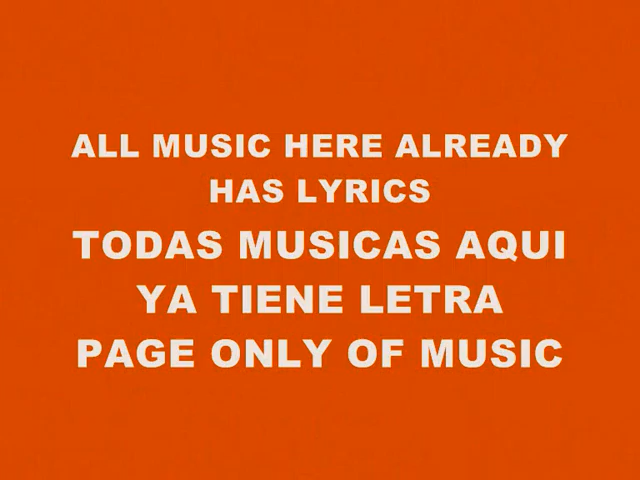 ALL MUSIC HERE ALREADY
HAS LYRICS
TODAS MUSICAS AQUI
YA TIENE LETRA
PAGE ONLY OF MUSIC